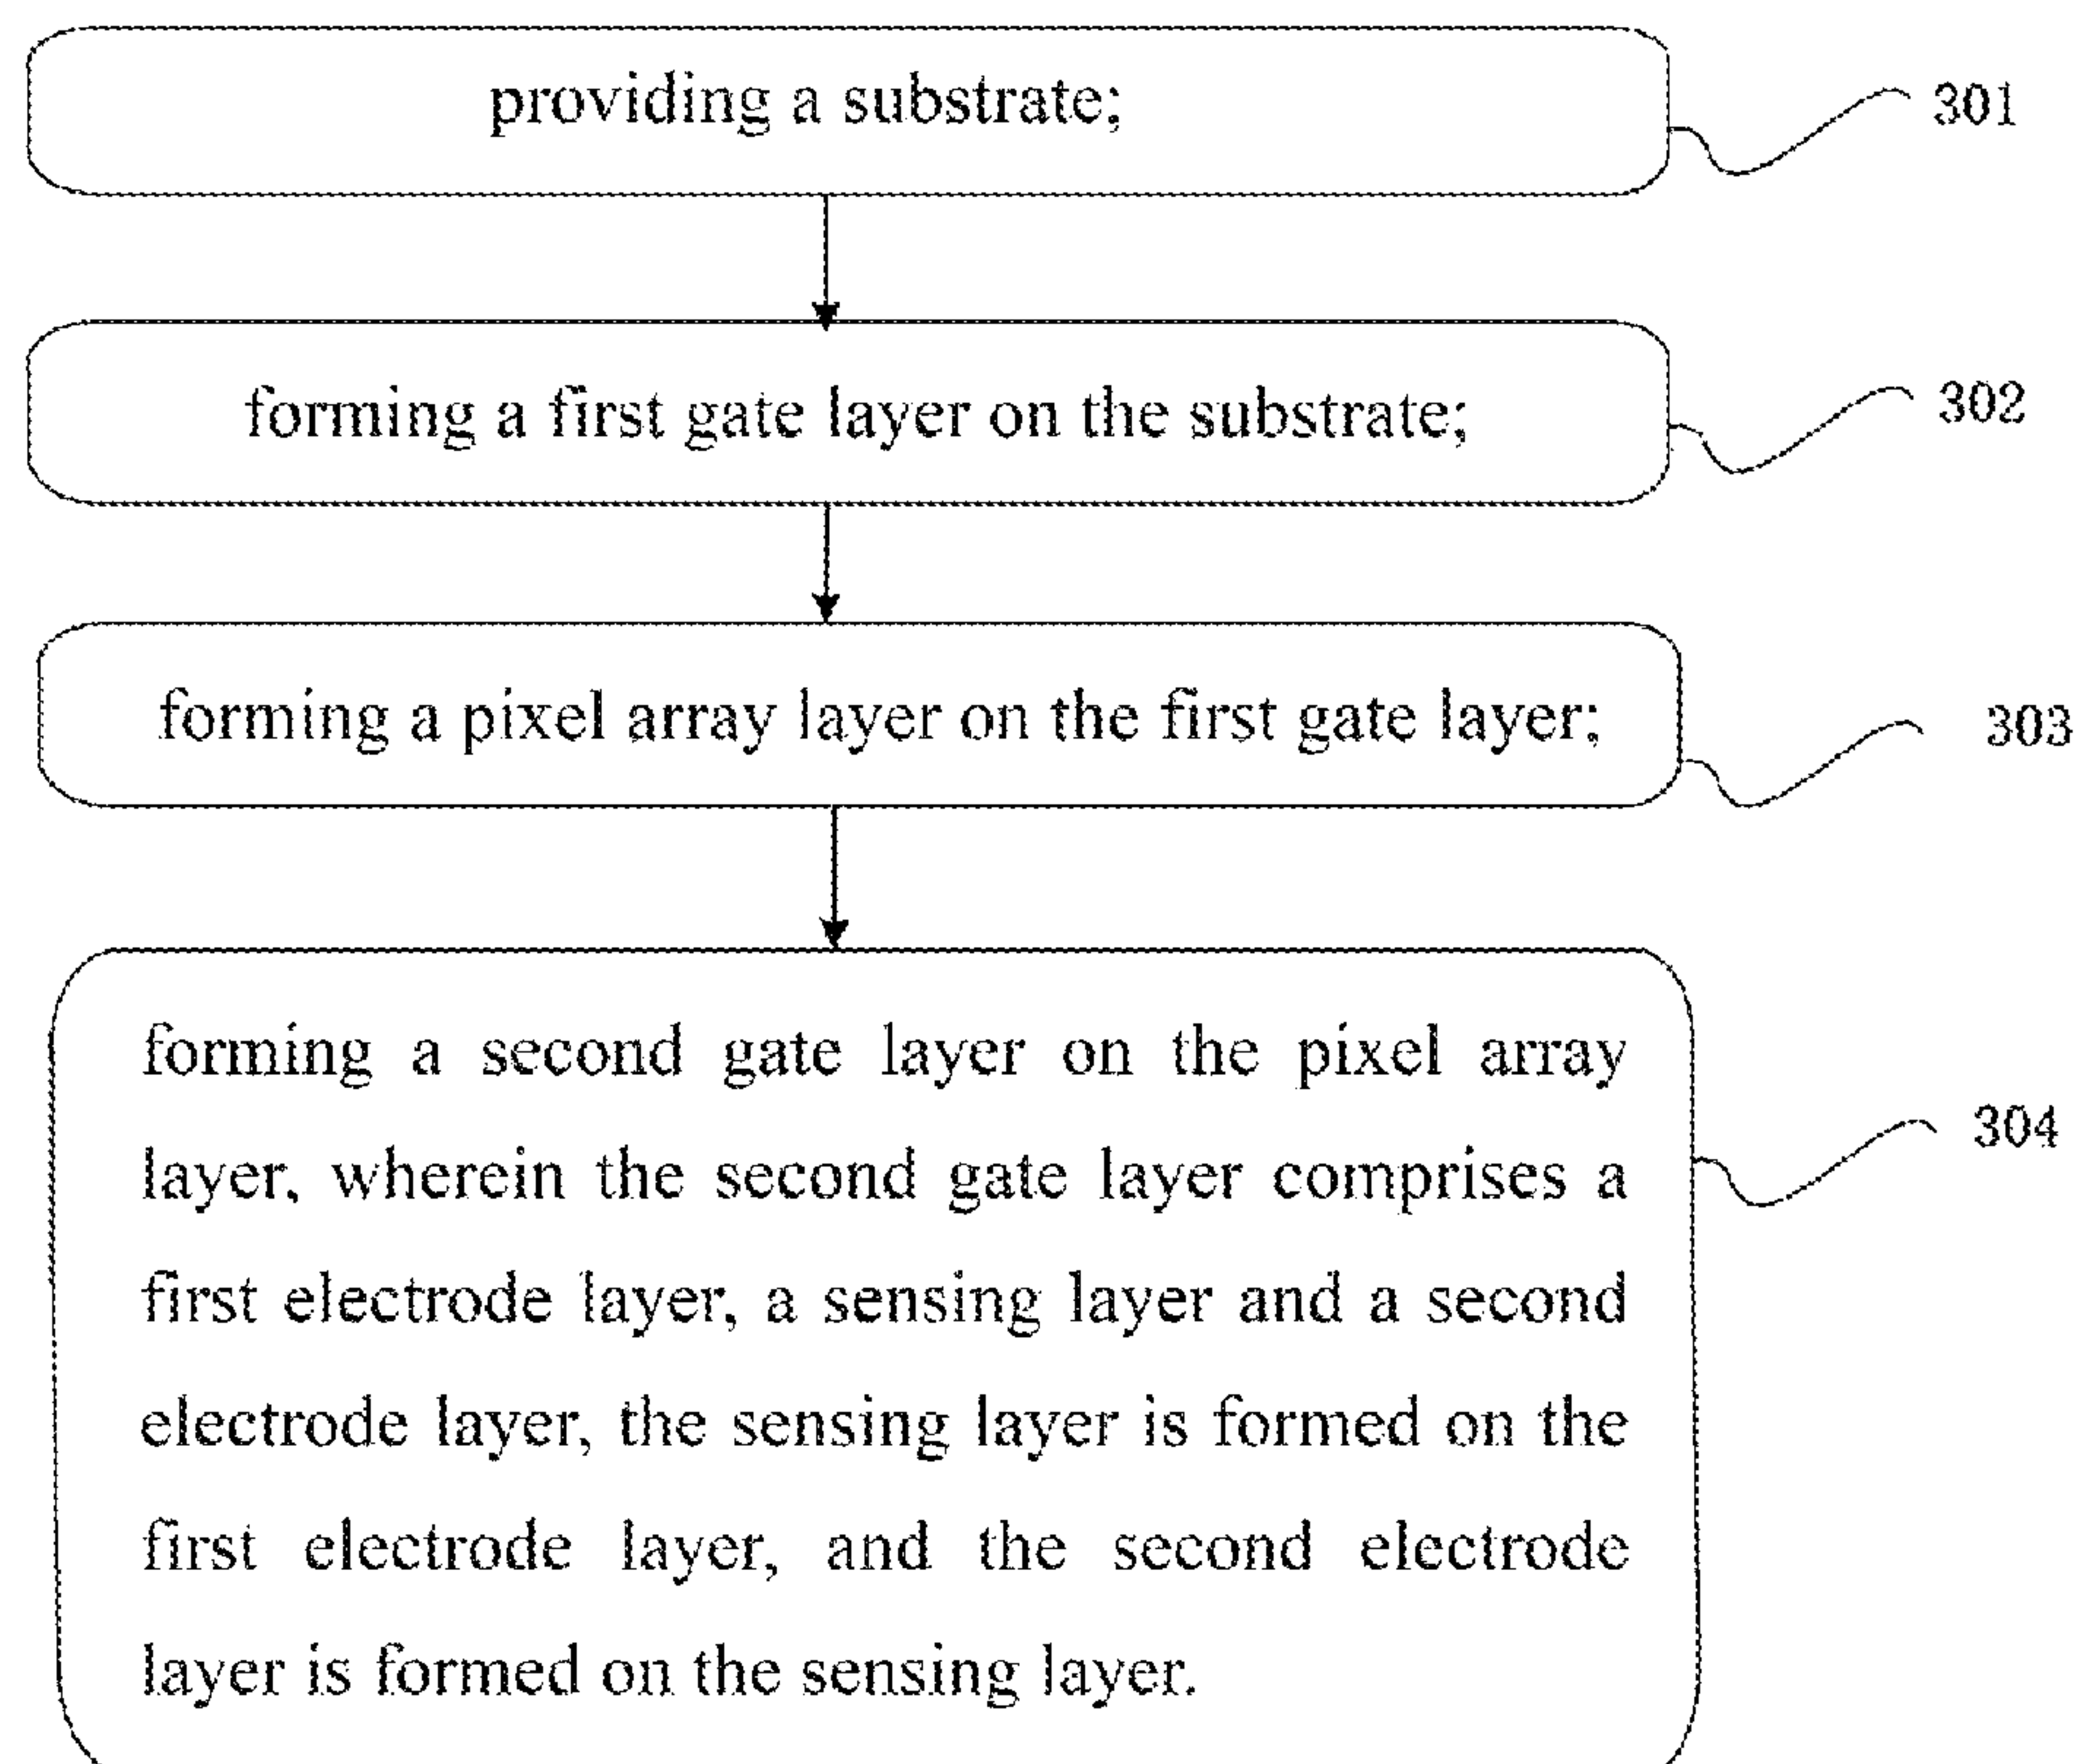 providing a substrate;
301
forming a first gate layer on the substrate;
302
forming a pixel array layer on the first gate layer;
303
forming a second gate layer on the pixel array
layer, wherein the second gate layer comprises a
first electrode layer, a sensing layer and a second
electrode layer, the sensing layer is formed on the
first electrode layer, and the second electrode
layer is formed on the sensing layer.
304